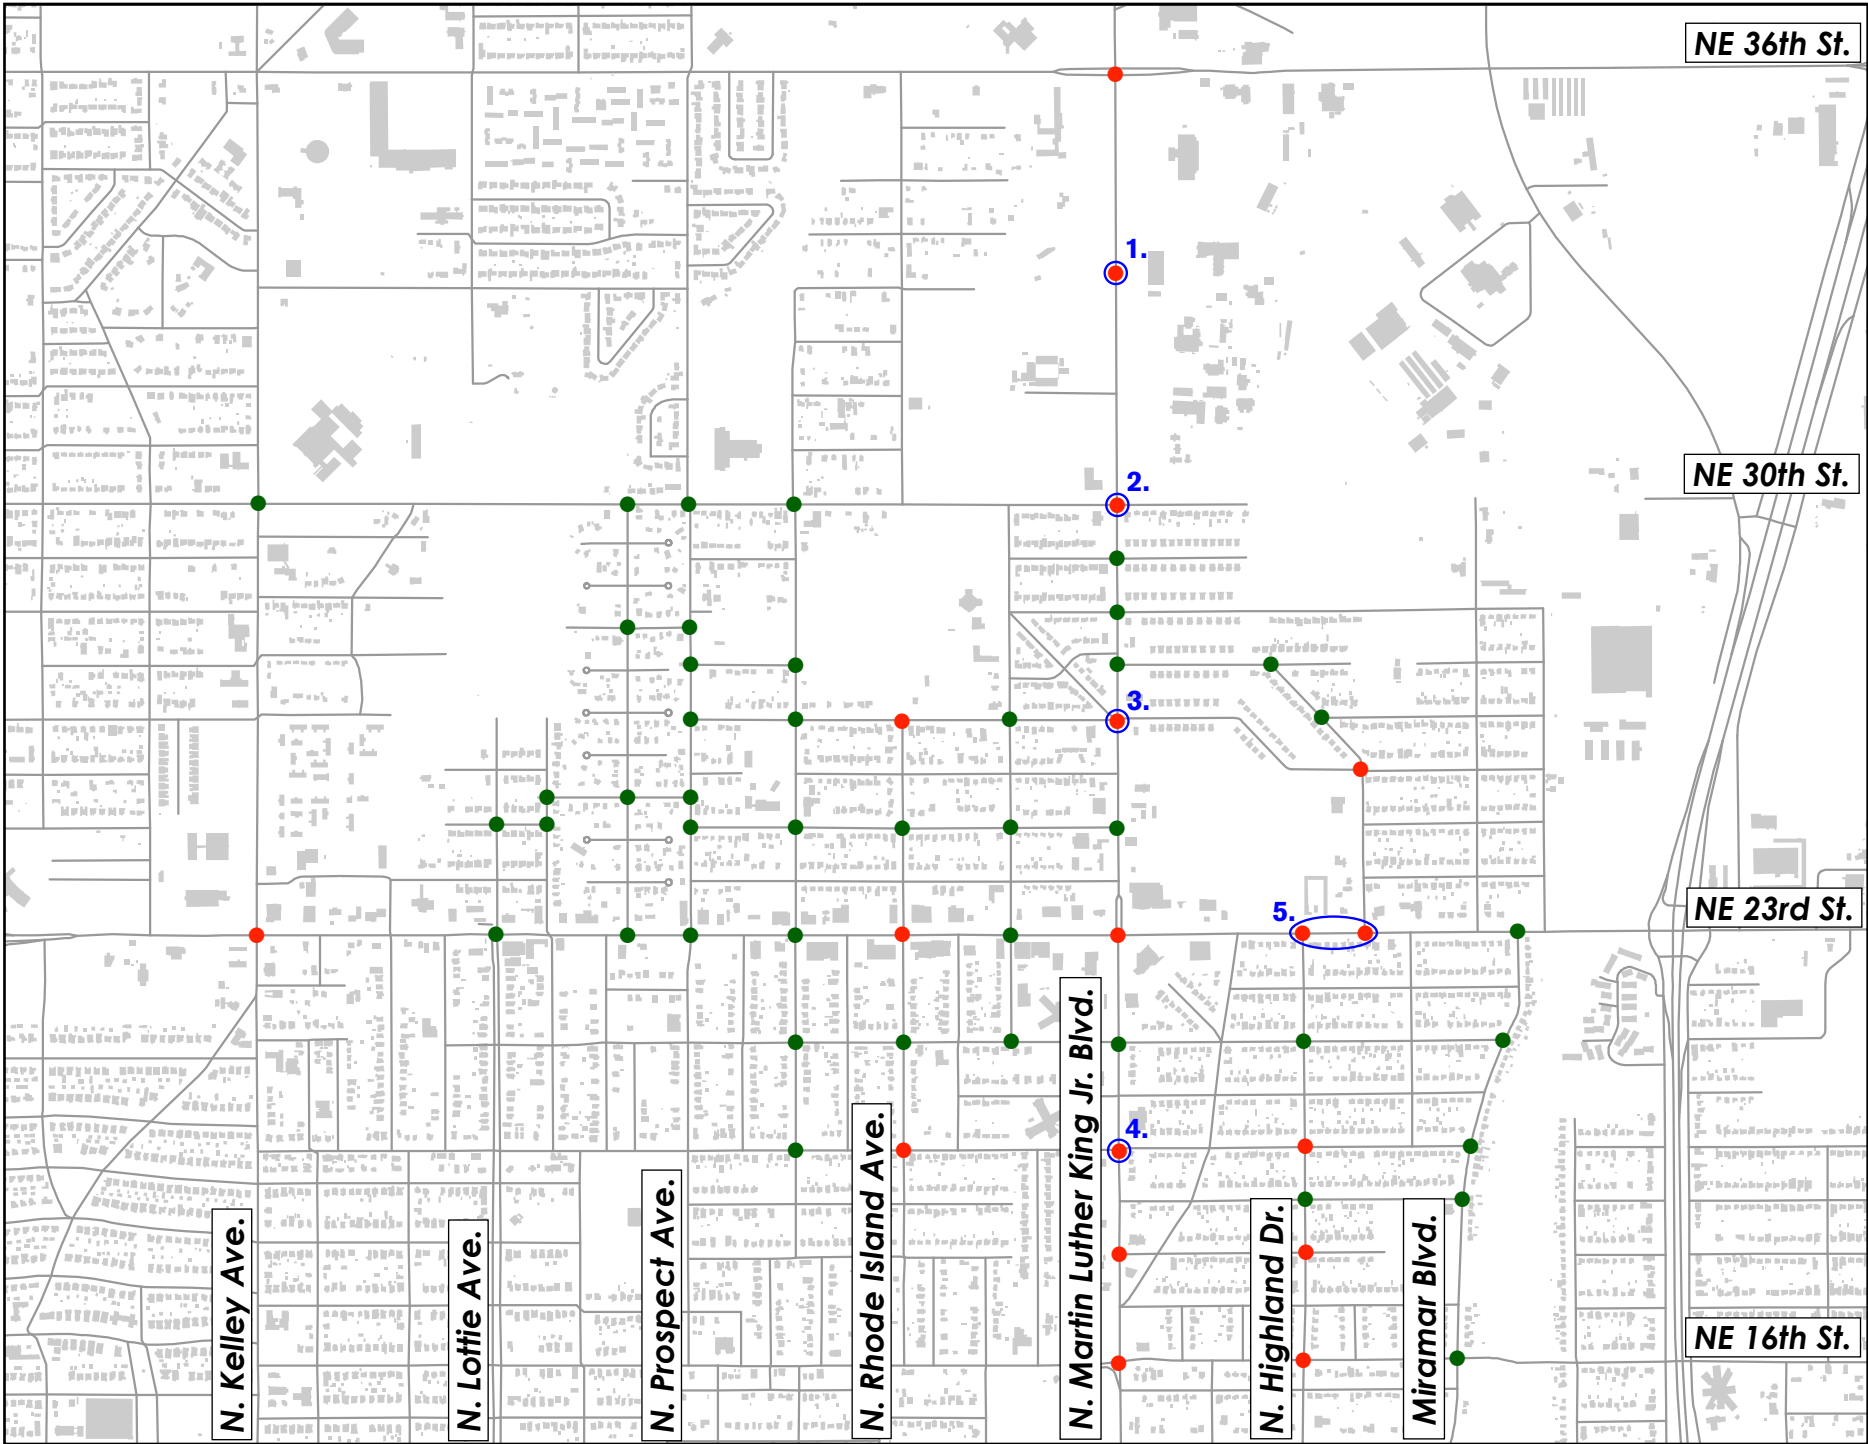 NE 36th St.
1.
NE 30th St.
2.
3.
NE 23rd St.
5.
4.
N. Kelley Ave.
N. Lottie Ave.
N. Prospect Ave.
N. Rhode Island Ave.
N. Martin Luther King Jr. Blvd.
N. Highland Dr.
Miramar Blvd.
NE 16th St.